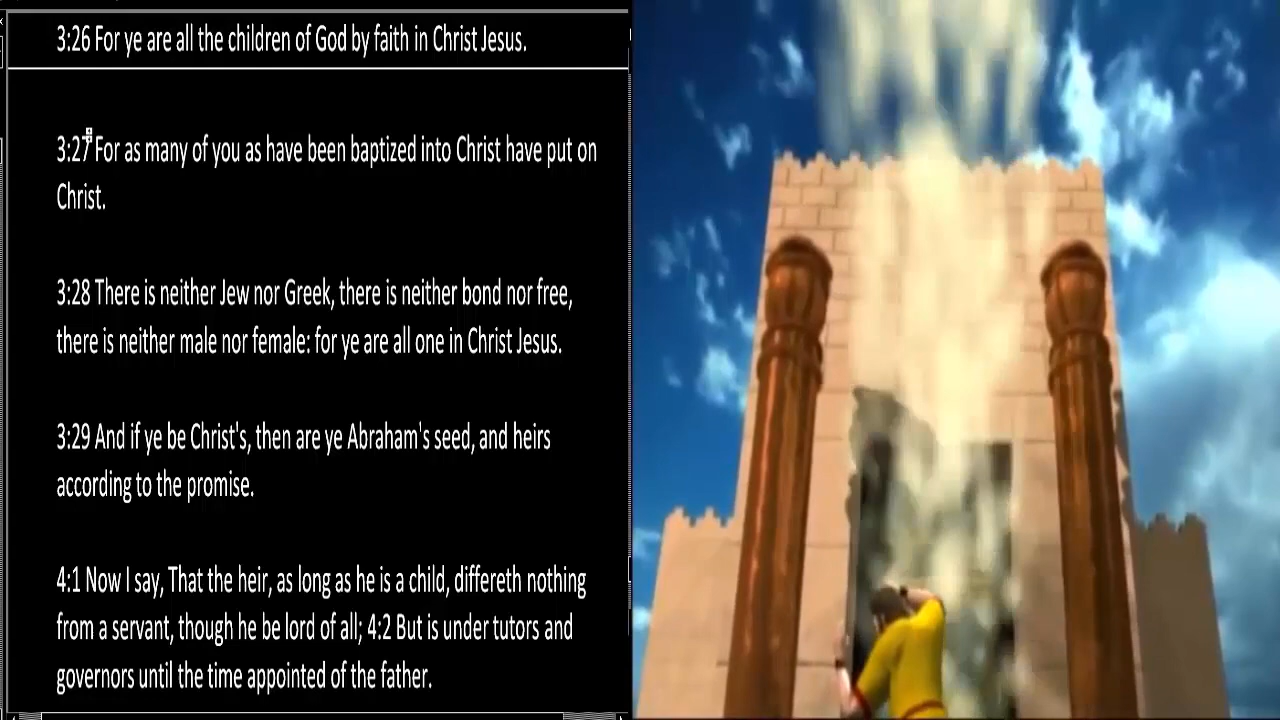 3:26 For ye are all the children of God by faith in Christ Jesus.
3:27 For as many of you as have been baptized into Christ have put on
Christ.
3:28 There is neither Jew nor Greek, there is neither bond nor free,
there is neither male nor female: for ye are all one in Christ Jesus.
3:29 And if ye be Christ's, then are ye Abraham's seed, and heirs
according to the promise.
4:1 Now I say, That the heir, as long as he is a child, differeth nothing
from a servant, though he be lord of all; 4:2 But is under tutors and
governors until the time appointed of the father.